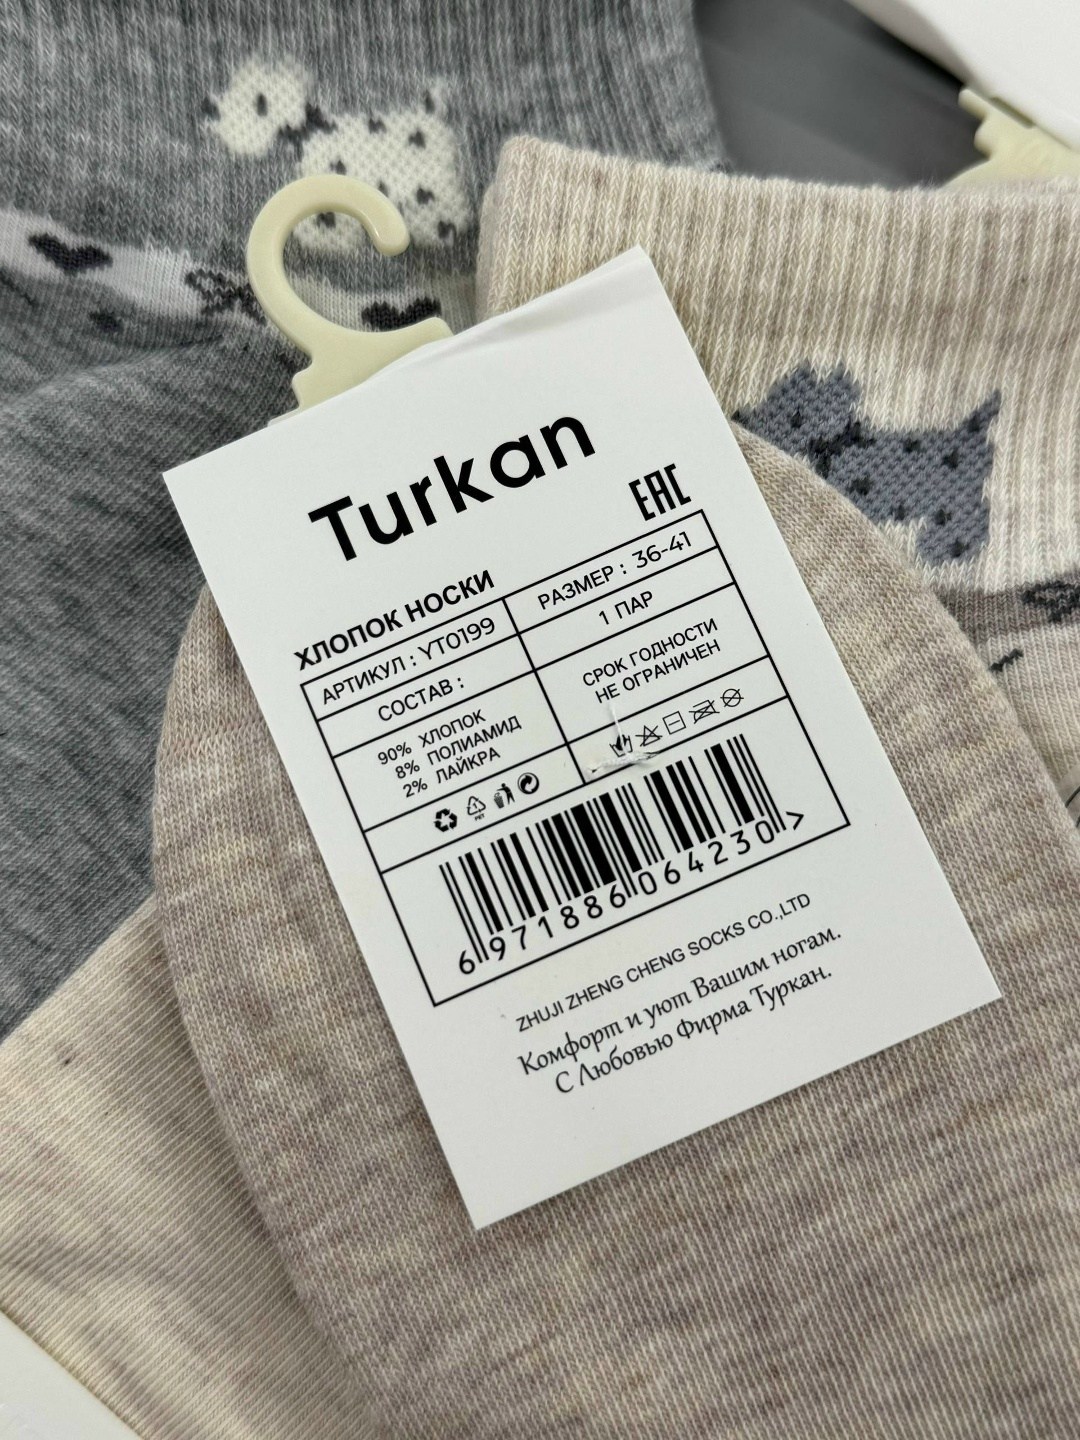 Turkan
EAC
ХЛОПОК НОСКИ
АРТИКУЛ : YT0199
РАЗМЕР : 36-41
СОСТАВ :
1 ПАР
90% ХЛОПОК
8% ПОЛИАМИД
2% ЛАЙКРА
СРОК ГОДНОСТИ
НЕ ОГРАНИЧЕН
PET
6 971886 064230 >
ZHUJI ZHENG CHENG SOCKS CO.,LTD
Комфорт и уют Вашим ногам.
С Любовью Фирма Туркан.